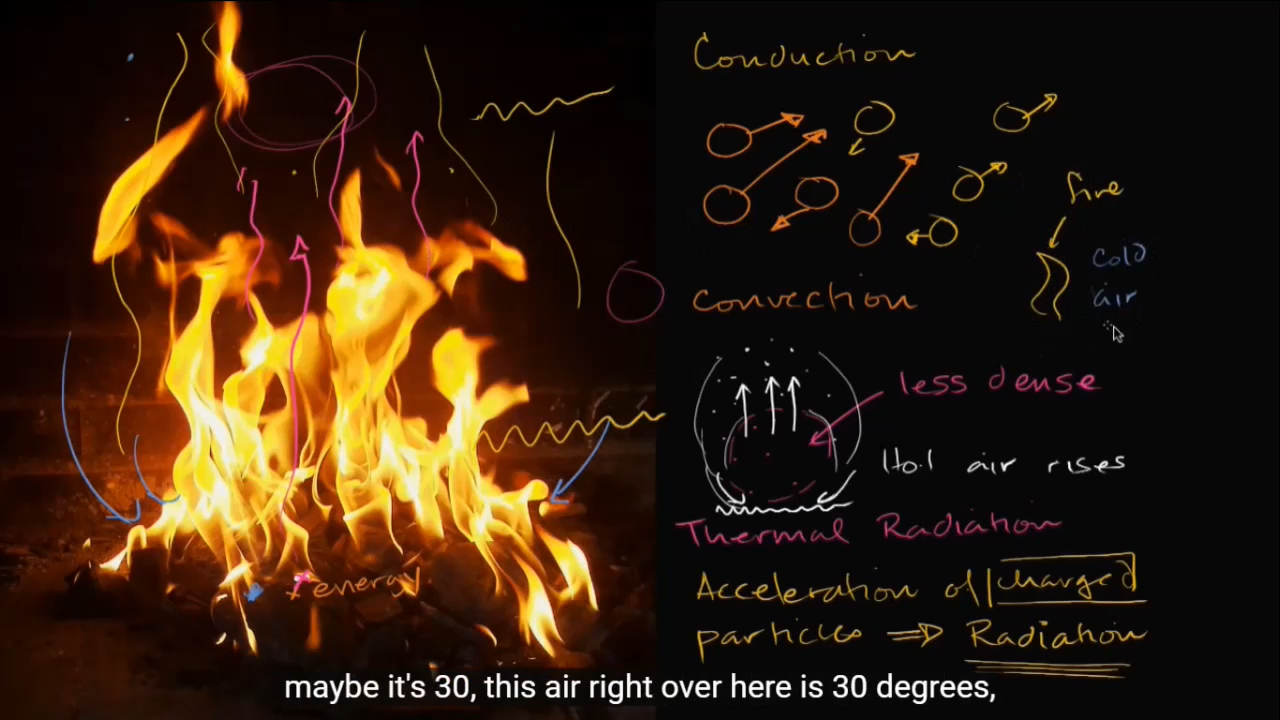 Conduction
fire
cold
air
Convection
less dense
Hot air rises
Thermal Radiation
Acceleration of charged
particles => Radiation
energy
maybe it's 30, this air right over here is 30 degrees,